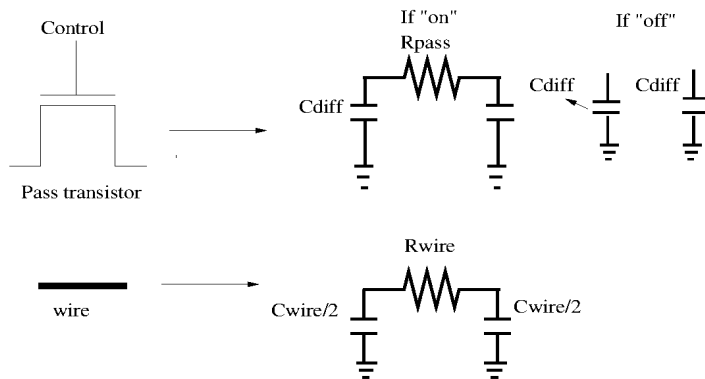 Control
If "on"
Rpass
If "off"
Cdiff
Cdiff
Cdiff
Pass transistor
Rwire
wire
Cwire/2
Cwire/2